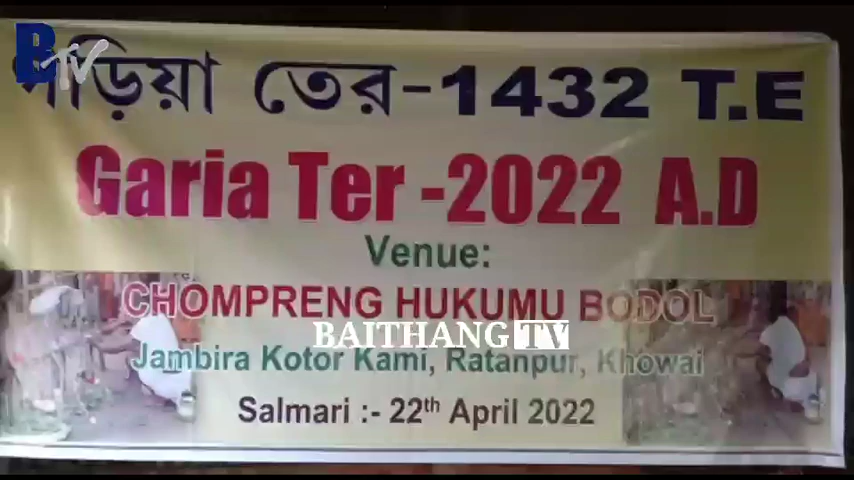 BTV
গড়িয়া তের-1432 T.E
Garia Ter -2022 A.D
Venue:
CHOMPRENG HUKUMU BODOL
BAITHANG TV
Jambira Kotor Kami, Ratanpur, Khowai
Salmari :- 22th April 2022